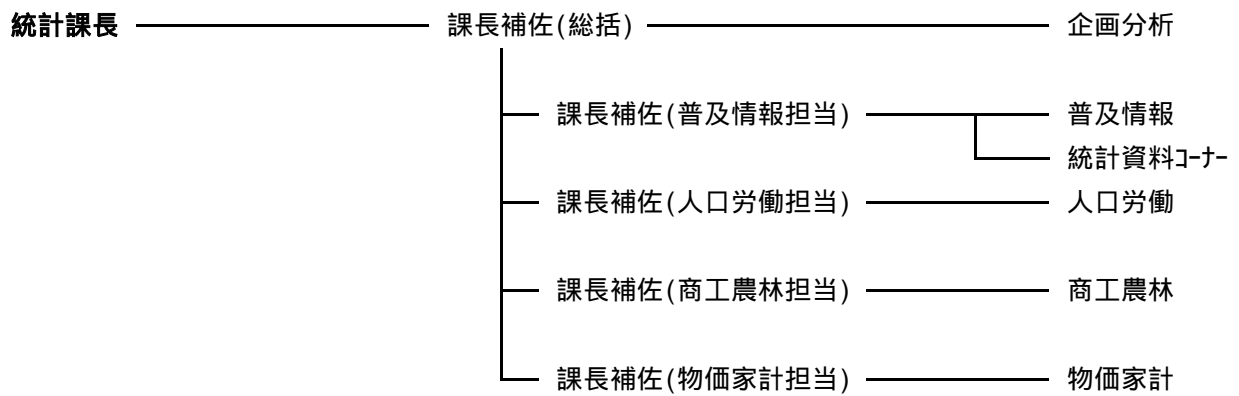 統計課長 課長補佐(総括) 企画分析
課長補佐(普及情報担当) 普及情報
統計資料ｺｰﾅｰ
課長補佐(人口労働担当) 人口労働
課長補佐(商工農林担当) 商工農林
課長補佐(物価家計担当) 物価家計